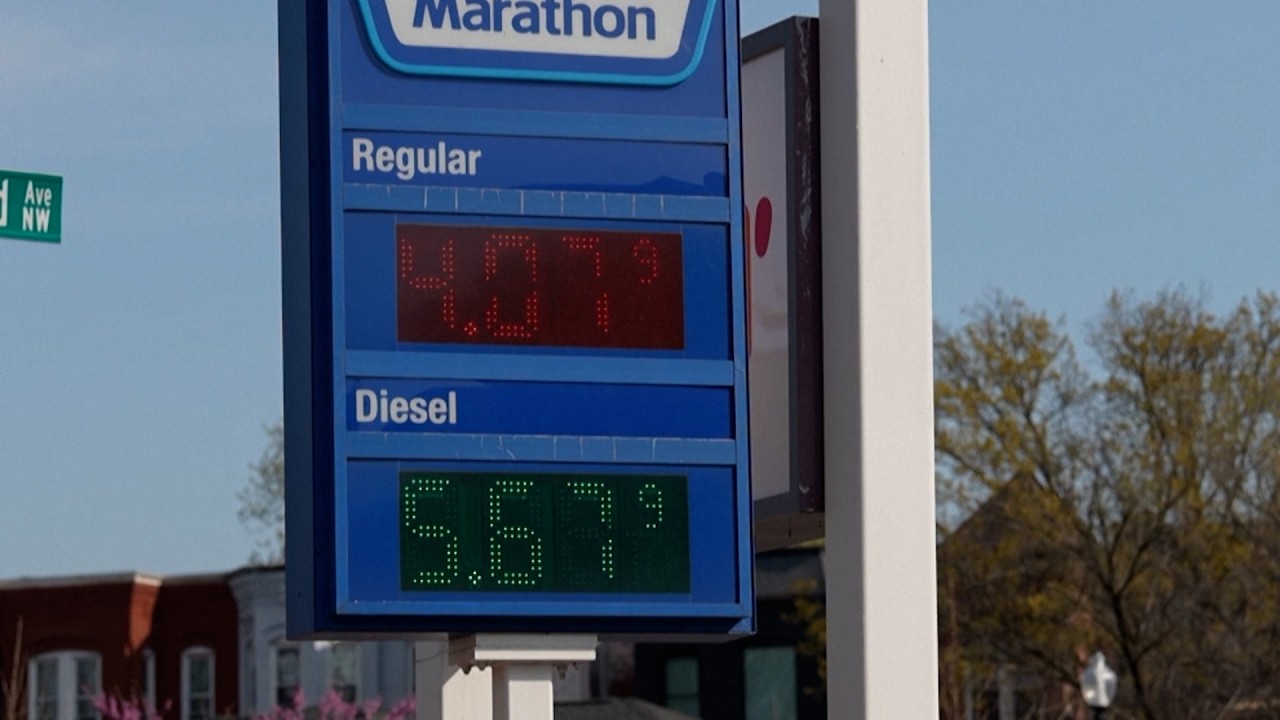 Marathon
Regular
4.07 9
Diesel
5.67 9
Ave
NW